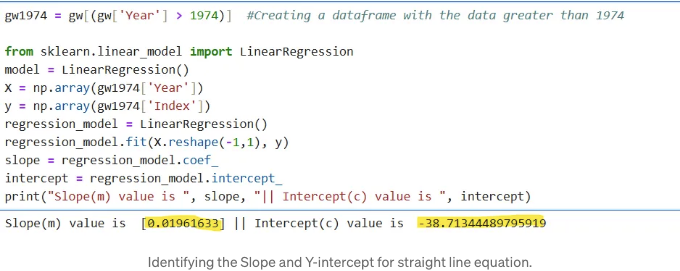 gw1974 = gw[(gw['Year'] > 1974)]  #Creating a dataframe with the data greater than 1974
from sklearn.linear_model import LinearRegression
model = LinearRegression()
X = np.array(gw1974['Year'])
y = np.array(gw1974['Index'])
regression_model = LinearRegression()
regression_model.fit(X.reshape(-1,1), y)
slope = regression_model.coef_
intercept = regression_model.intercept_
print("Slope(m) value is ", slope, "|| Intercept(c) value is ", intercept)
Slope(m) value is  [0.01961633] || Intercept(c) value is  -38.71344489795919
Identifying the Slope and Y-intercept for straight line equation.